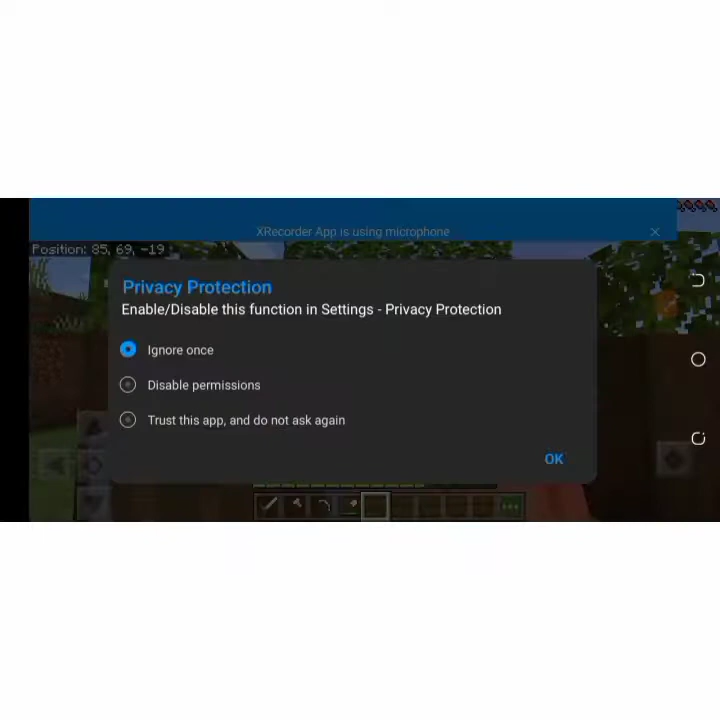 XRecorder App is using microphone
Position: 85, 69, -19
Privacy Protection
Enable/Disable this function in Settings - Privacy Protection
Ignore once
Disable permissions
Trust this app, and do not ask again
OK